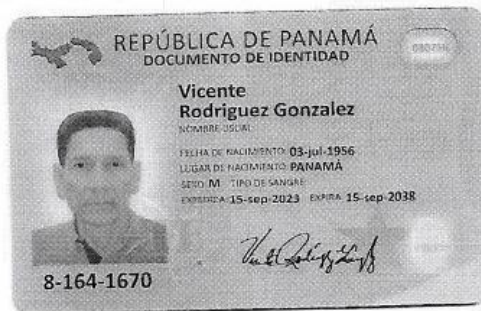 REPÚBLICA DE PANAMÁ
DOCUMENTO DE IDENTIDAD
Vicente
Rodriguez Gonzalez
NOMBRE USUAL:
FECHA DE NACIMIENTO: 03-jul-1956
LUGAR DE NACIMIENTO: PANAMÁ
SEXO: M TIPO DE SANGRE:
EXPEDIDA: 15-sep-2023 EXPIRA: 15-sep-2038
8-164-1670